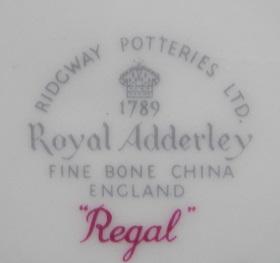 RIDGWAY POTTERIES LTD.
1789
Royal Adderley
FINE BONE CHINA
ENGLAND
"Regal"